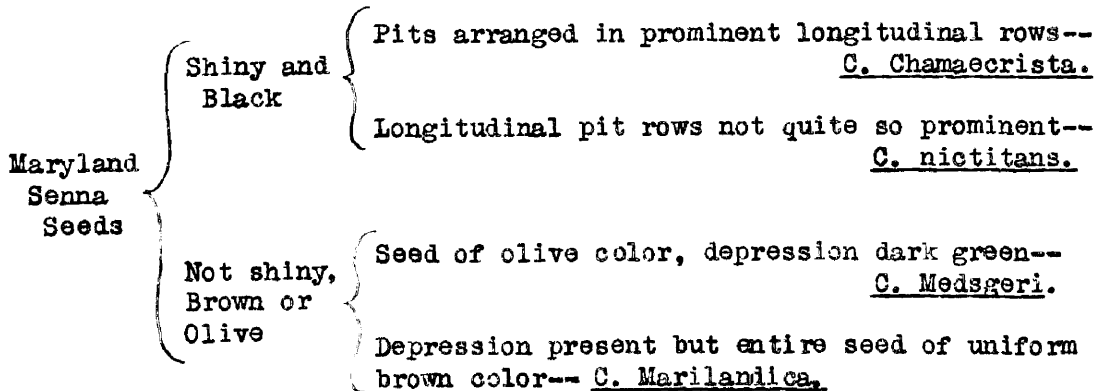 Maryland
Senna
Seeds
Shiny and
Black
Pits arranged in prominent longitudinal rows--
C. Chamaecrista.
Longitudinal pit rows not quite so prominent--
C. nictitans.
Not shiny,
Brown or
Olive
Seed of olive color, depression dark green--
C. Medsgeri.
Depression present but entire seed of uniform
brown color-- C. Marilandica.